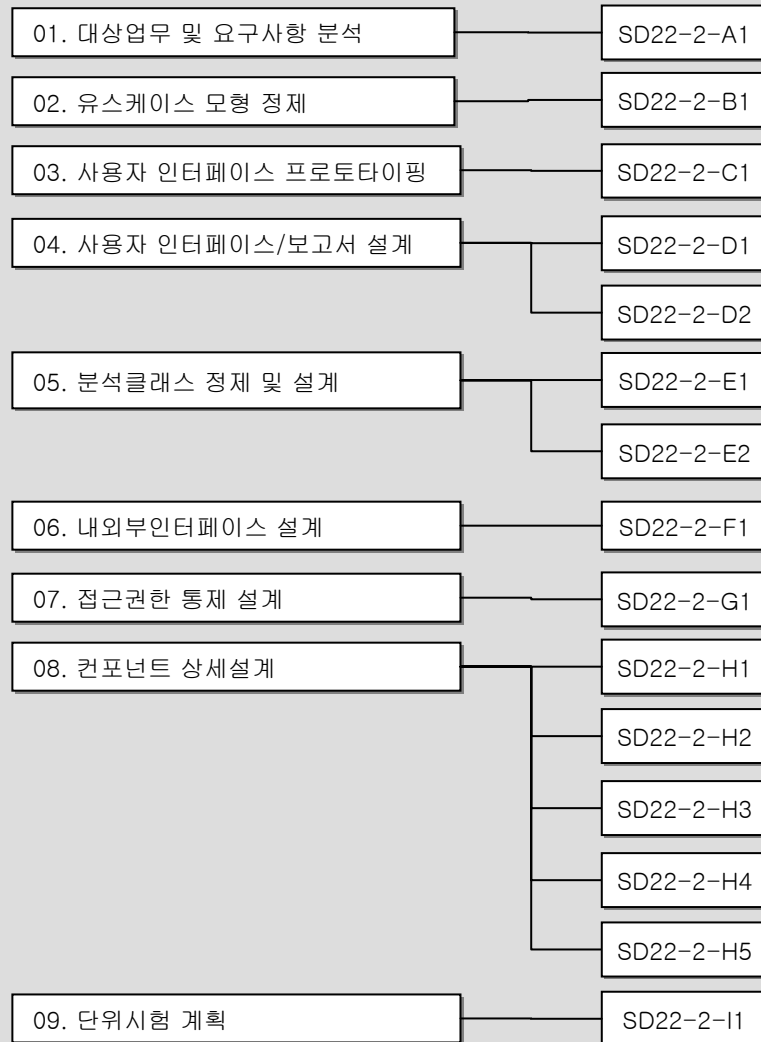 01. 대상업무 및 요구사항 분석
SD22-2-A1
02. 유스케이스 모형 정제
SD22-2-B1
03. 사용자 인터페이스 프로토타이핑
SD22-2-C1
04. 사용자 인터페이스/보고서 설계
SD22-2-D1
SD22-2-D2
05. 분석클래스 정제 및 설계
SD22-2-E1
SD22-2-E2
06. 내외부인터페이스 설계
SD22-2-F1
07. 접근권한 통제 설계
SD22-2-G1
08. 컨포넌트 상세설계
SD22-2-H1
SD22-2-H2
SD22-2-H3
SD22-2-H4
SD22-2-H5
09. 단위시험 계획
SD22-2-I1